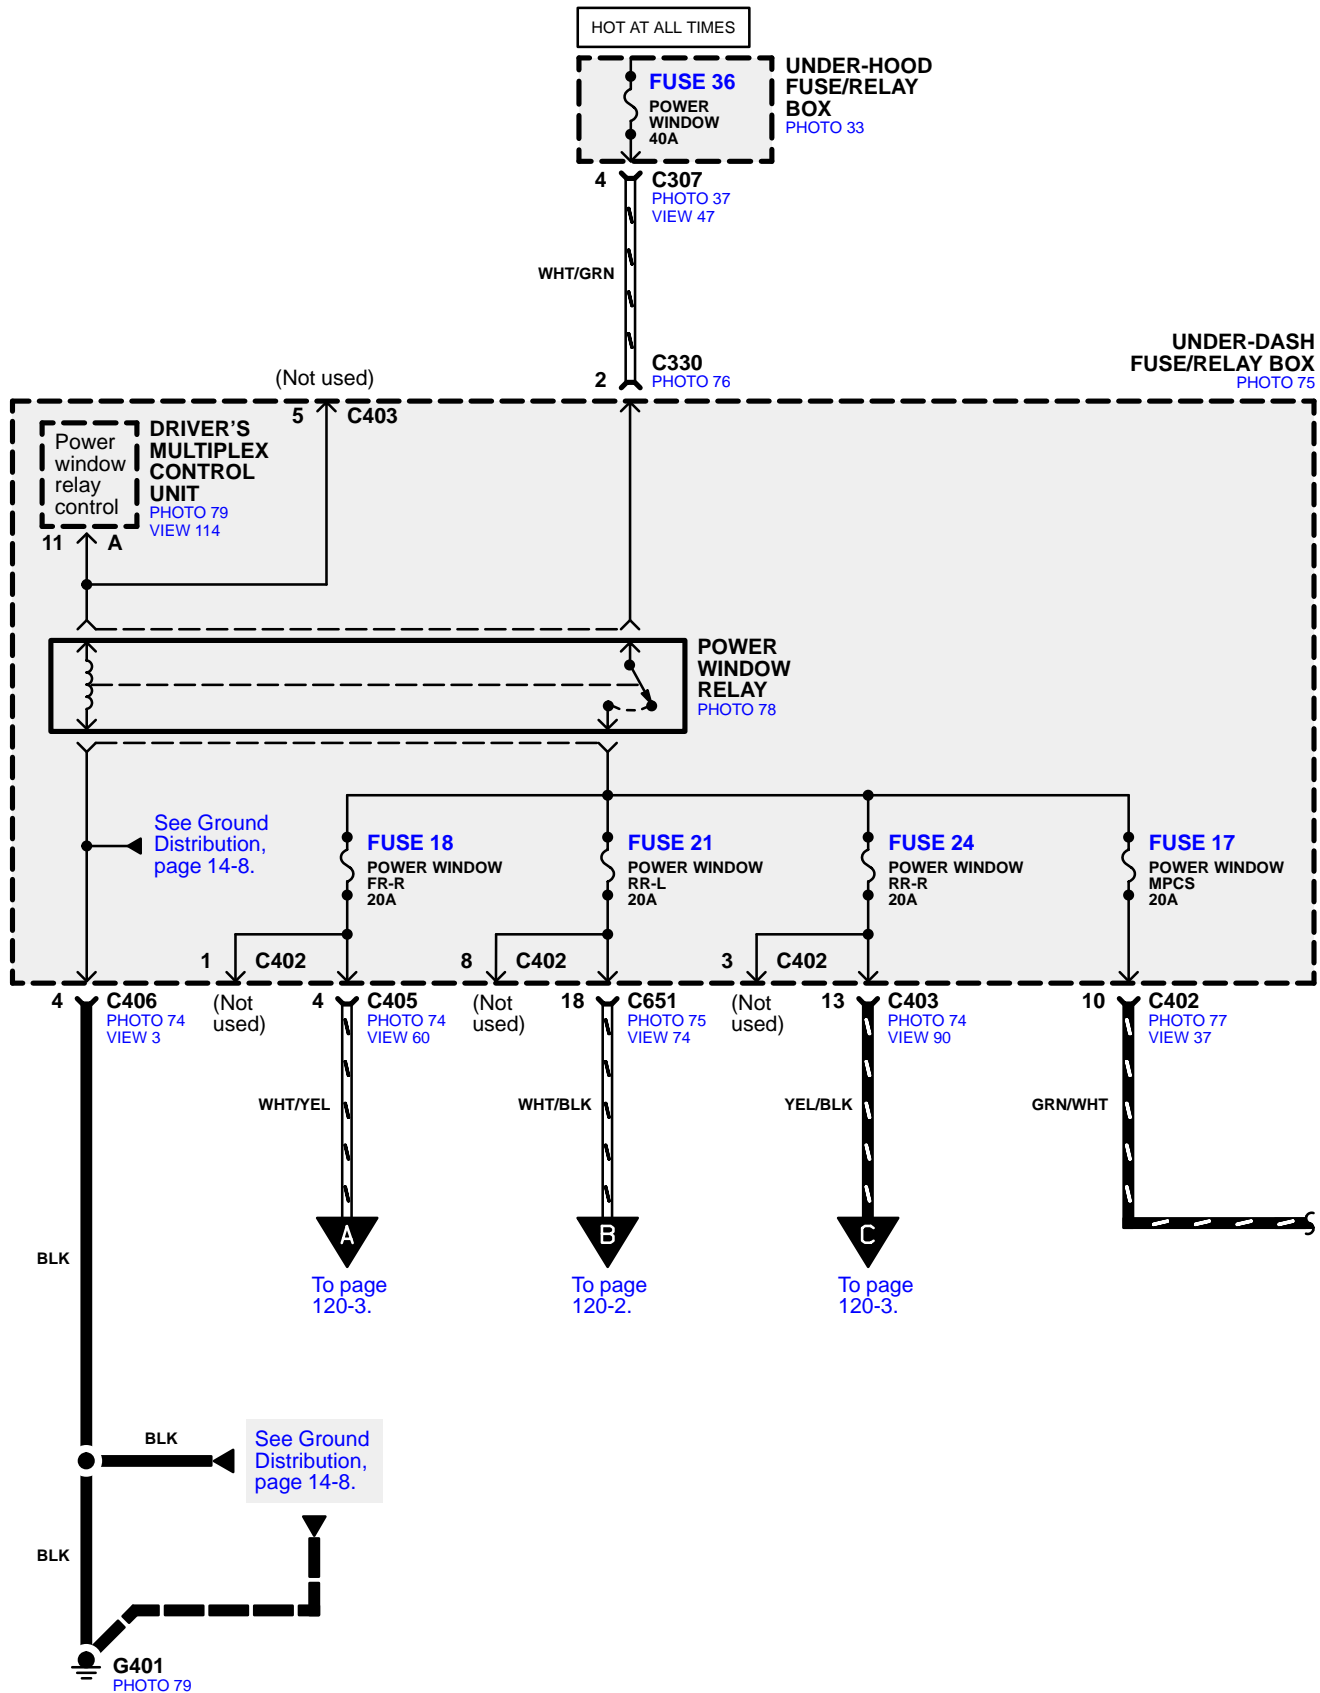 HOT AT ALL TIMES
FUSE 36
POWER
WINDOW
40A
UNDER-HOOD
FUSE/RELAY
BOX
PHOTO 33
4
C307
PHOTO 37
VIEW 47
WHT/GRN
2
C330
PHOTO 76
UNDER-DASH
FUSE/RELAY BOX
PHOTO 75
(Not used)
5
C403
Power
window
relay
control
DRIVER'S
MULTIPLEX
CONTROL
UNIT
PHOTO 79
VIEW 114
11
A
POWER
WINDOW
RELAY
PHOTO 78
See Ground
Distribution,
page 14-8.
FUSE 18
POWER WINDOW
FR-R
20A
FUSE 21
POWER WINDOW
RR-L
20A
FUSE 24
POWER WINDOW
RR-R
20A
FUSE 17
POWER WINDOW
MPCS
20A
1
C402
8
C402
3
C402
4
C406
PHOTO 74
VIEW 3
(Not
used)
4
C405
PHOTO 74
VIEW 60
(Not
used)
18
C651
PHOTO 75
VIEW 74
(Not
used)
13
C403
PHOTO 74
VIEW 90
10
C402
PHOTO 77
VIEW 37
WHT/YEL
WHT/BLK
YEL/BLK
GRN/WHT
A
B
C
BLK
To page
120-3.
To page
120-2.
To page
120-3.
BLK
See Ground
Distribution,
page 14-8.
BLK
G401
PHOTO 79